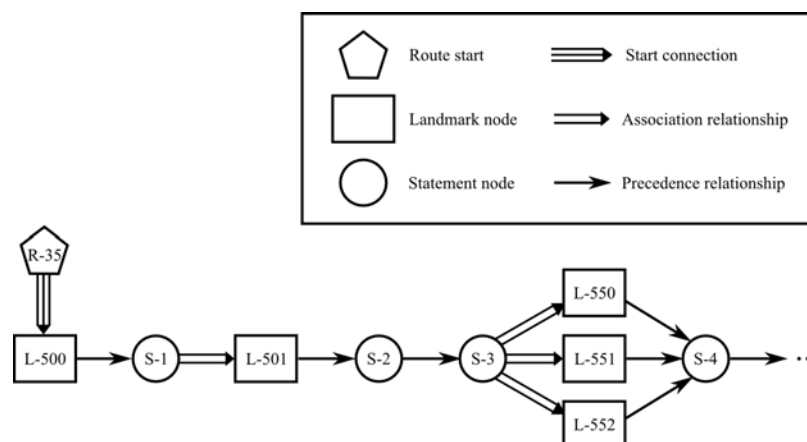 Route start
Start connection
Landmark node
Association relationship
Statement node
Precedence relationship
R-35
L-500
S-1
L-501
S-2
S-3
L-550
L-551
L-552
S-4